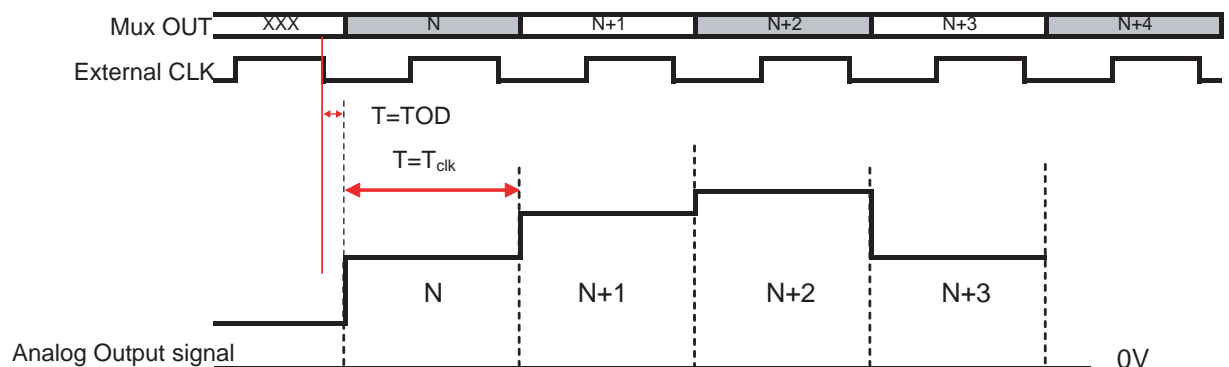 Mux OUT XXX N N+1 N+2 N+3 N+4
External CLK
T=TOD
T=Tclk
N N+1 N+2 N+3
Analog Output signal 0V